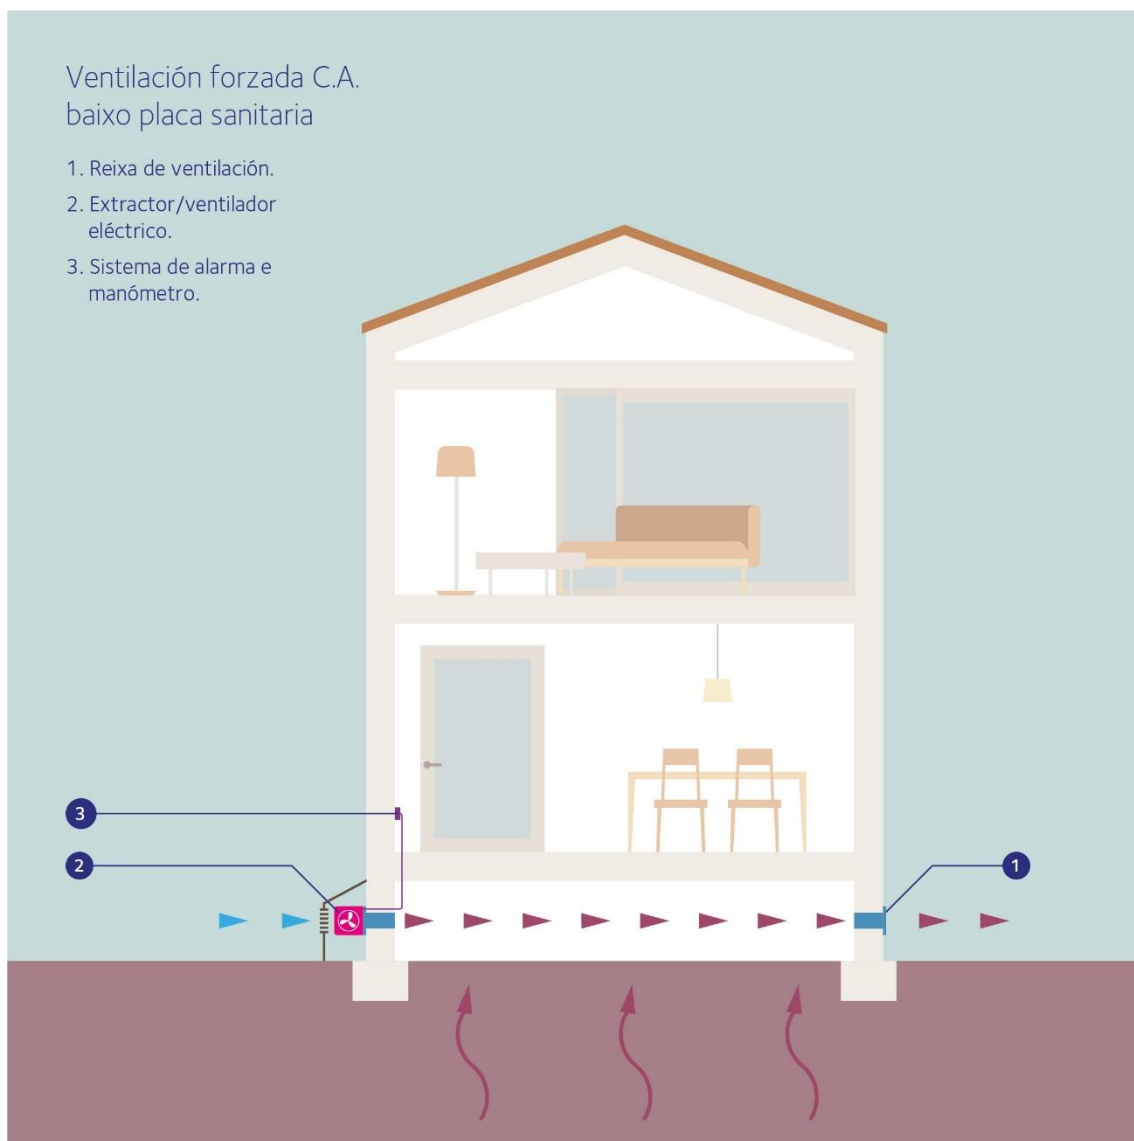 Ventilación forzada C.A.
baixo placa sanitaria
1. Reixa de ventilación.
2. Extractor/ventilador
eléctrico.
3. Sistema de alarma e
manómetro.
3
2
1